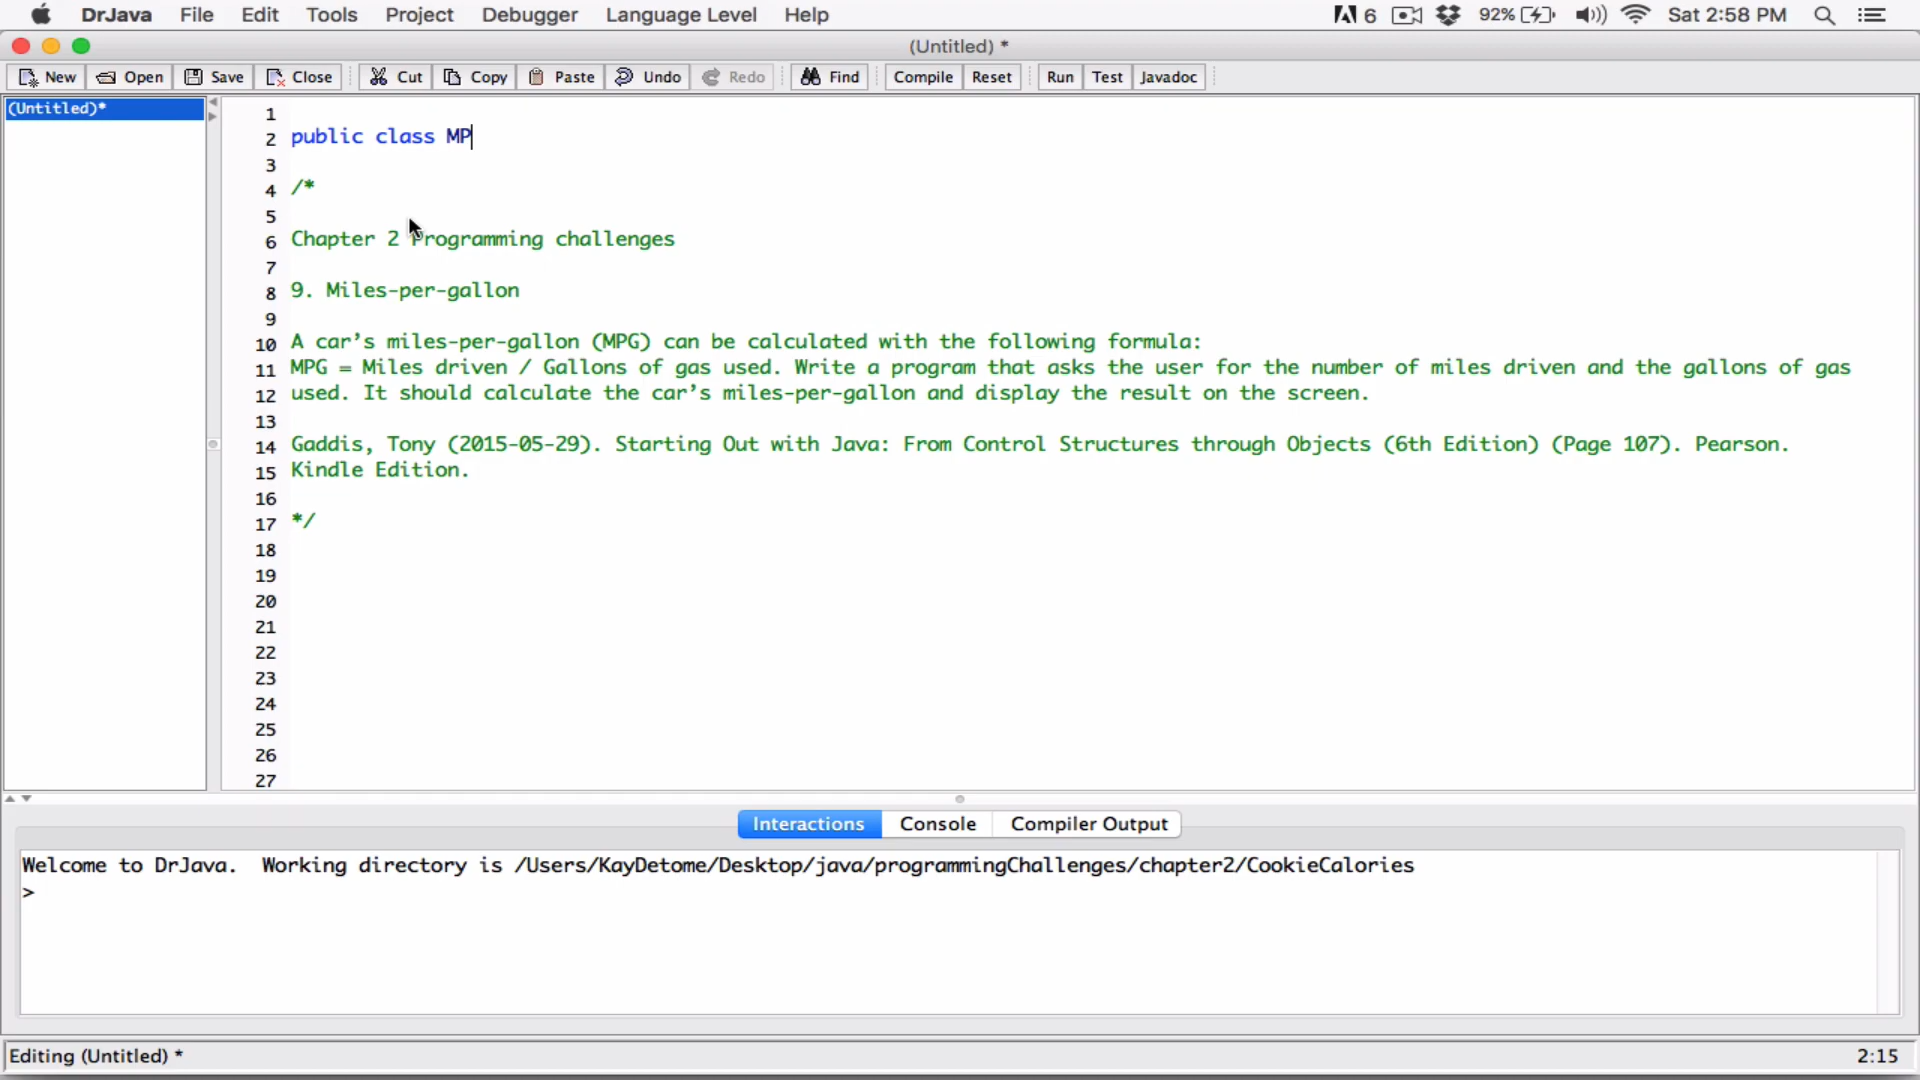 DrJava File Edit Tools Project Debugger Language Level Help 6 92% Sat 2:58 PM
(Untitled) *
New Open Save Close Cut Copy Paste Undo Redo Find Compile Reset Run Test Javadoc
(Untitled)*
1
2 public class MP
3
4 /*
5
6 Chapter 2 Programming challenges
7
8 9. Miles-per-gallon
9
10 A car’s miles-per-gallon (MPG) can be calculated with the following formula:
11 MPG = Miles driven / Gallons of gas used. Write a program that asks the user for the number of miles driven and the gallons of gas
12 used. It should calculate the car’s miles-per-gallon and display the result on the screen.
13
14 Gaddis, Tony (2015-05-29). Starting Out with Java: From Control Structures through Objects (6th Edition) (Page 107). Pearson.
15 Kindle Edition.
16
17 */
18
19
20
21
22
23
24
25
26
27
Interactions Console Compiler Output
Welcome to DrJava.  Working directory is /Users/KayDetome/Desktop/java/programmingChallenges/chapter2/CookieCalories
>
Editing (Untitled) * 2:15